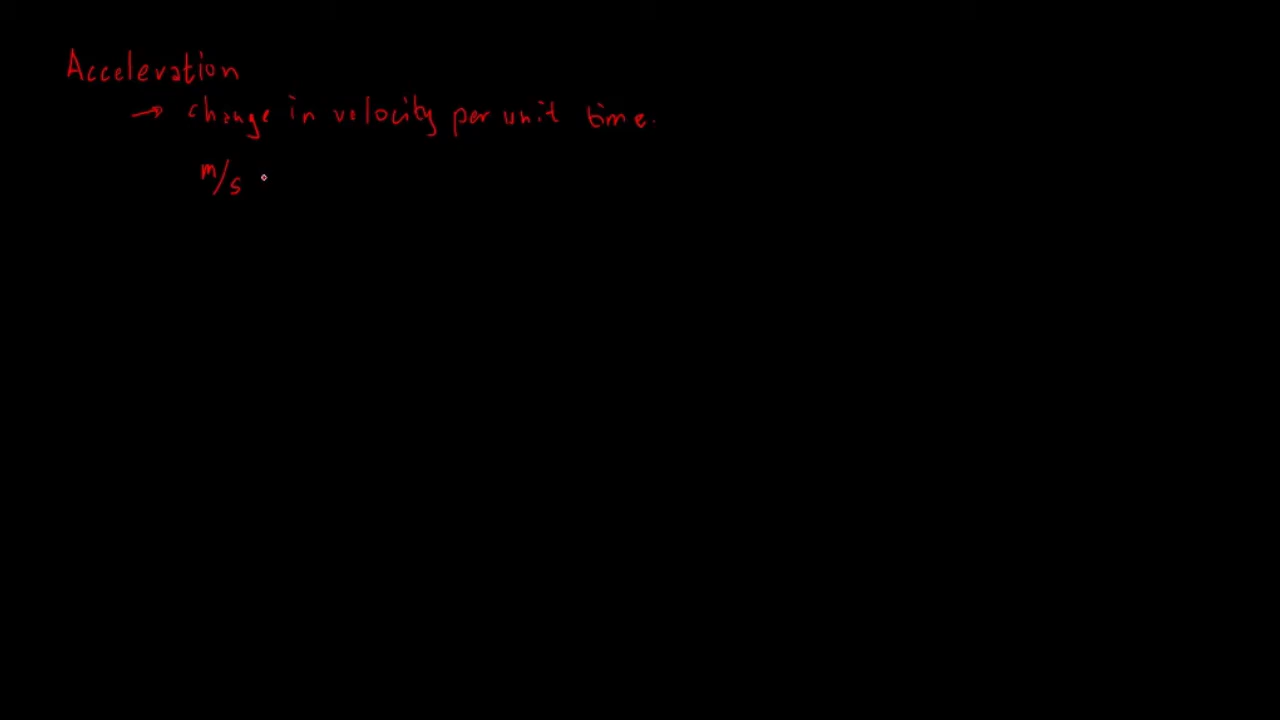 Acceleration
→ change in velocity per unit time.
m/s